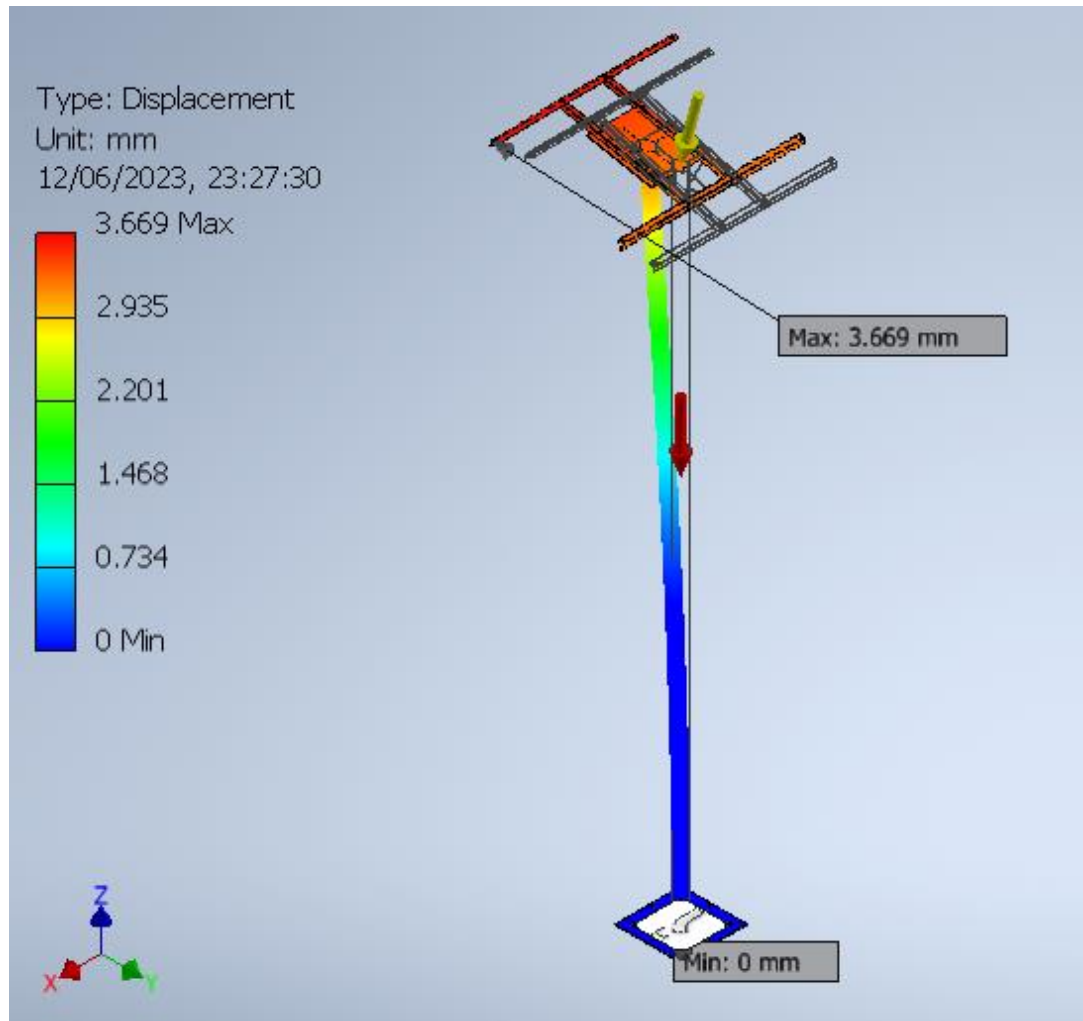 Type: Displacement
Unit: mm
12/06/2023, 23:27:30
3.669 Max
2.935
2.201
1.468
0.734
0 Min
Max: 3.669 mm
Min: 0 mm
Z
X
Y